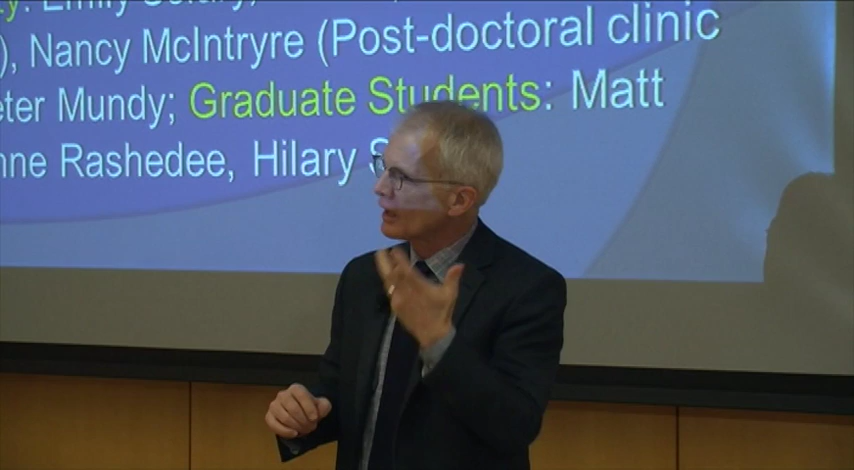 ), Nancy McIntryre (Post-doctoral clinic
eter Mundy; Graduate Students: Matt
nne Rashedee, Hilary S